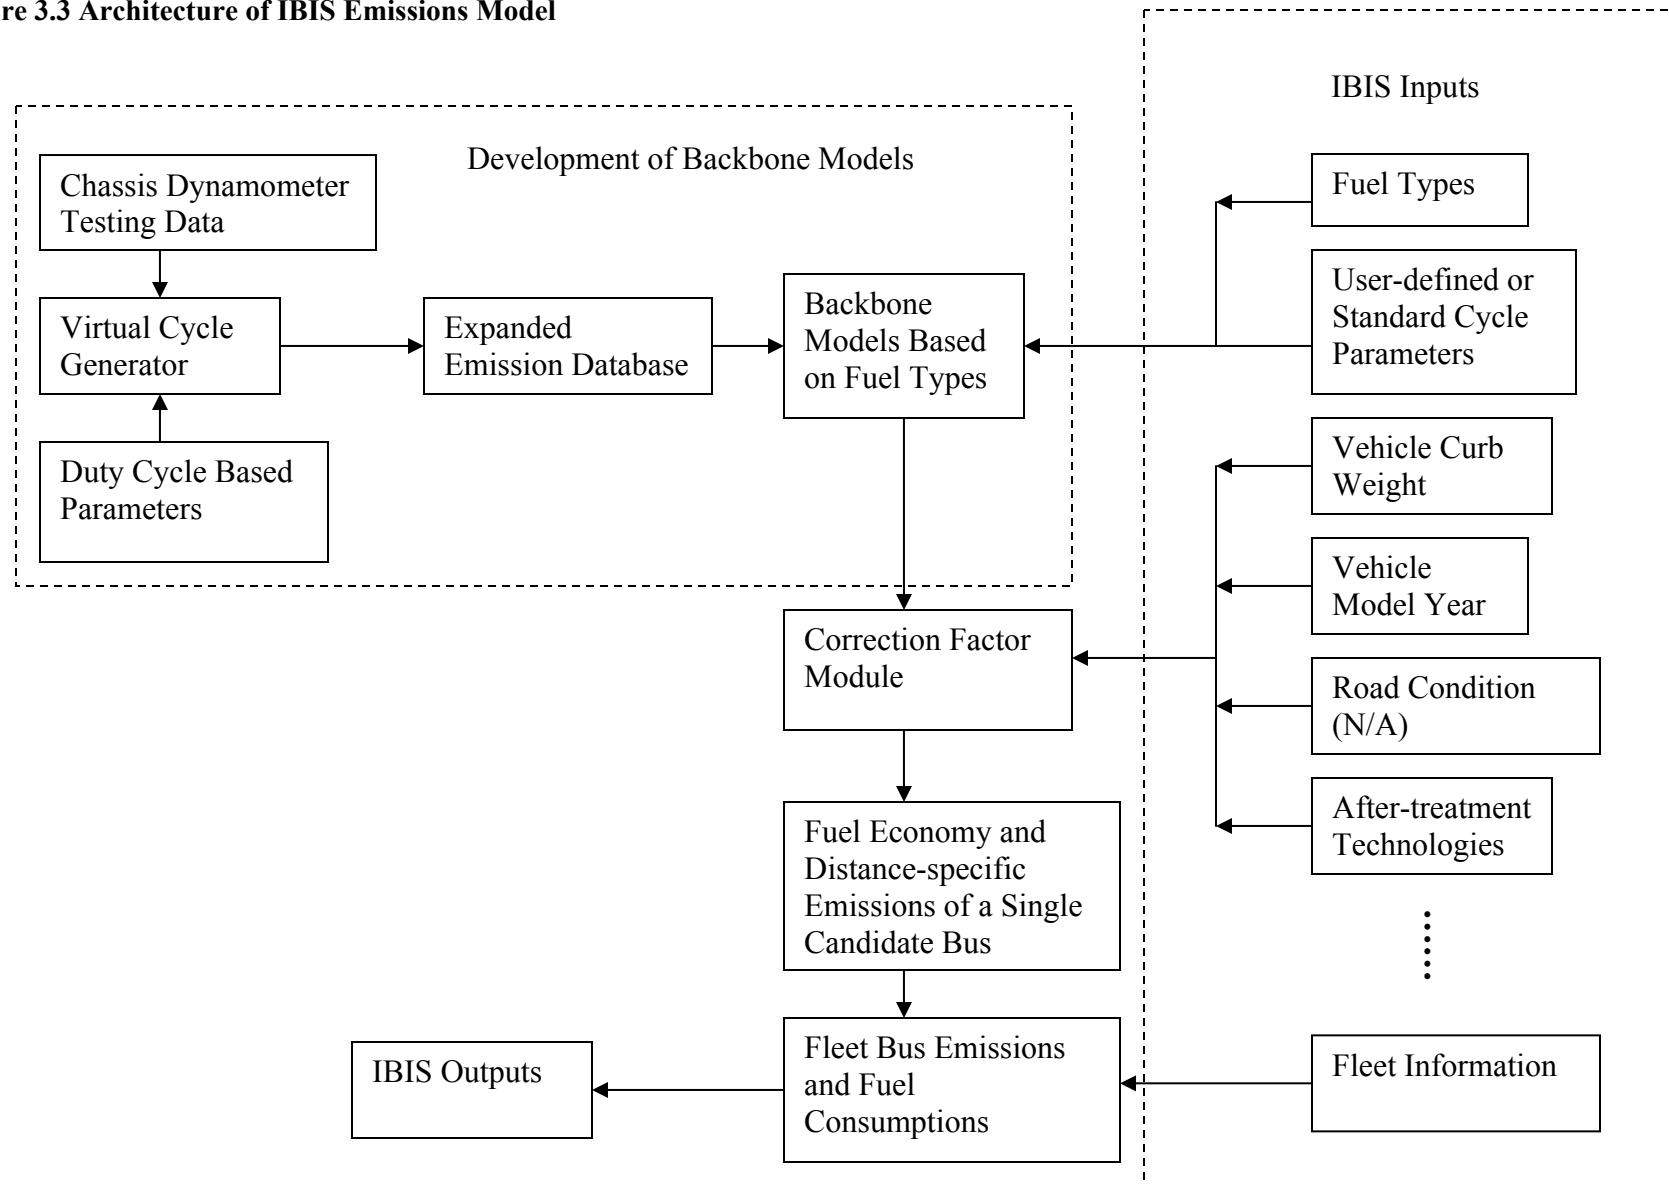 re 3.3 Architecture of IBIS Emissions Model
IBIS Inputs
Development of Backbone Models
Chassis Dynamometer
Testing Data
Virtual Cycle
Generator
Duty Cycle Based
Parameters
Expanded
Emission Database
Backbone
Models Based
on Fuel Types
Fuel Types
User-defined or
Standard Cycle
Parameters
Vehicle Curb
Weight
Vehicle
Model Year
Road Condition
(N/A)
After-treatment
Technologies
Correction Factor
Module
Fuel Economy and
Distance-specific
Emissions of a Single
Candidate Bus
Fleet Bus Emissions
and Fuel
Consumptions
Fleet Information
IBIS Outputs